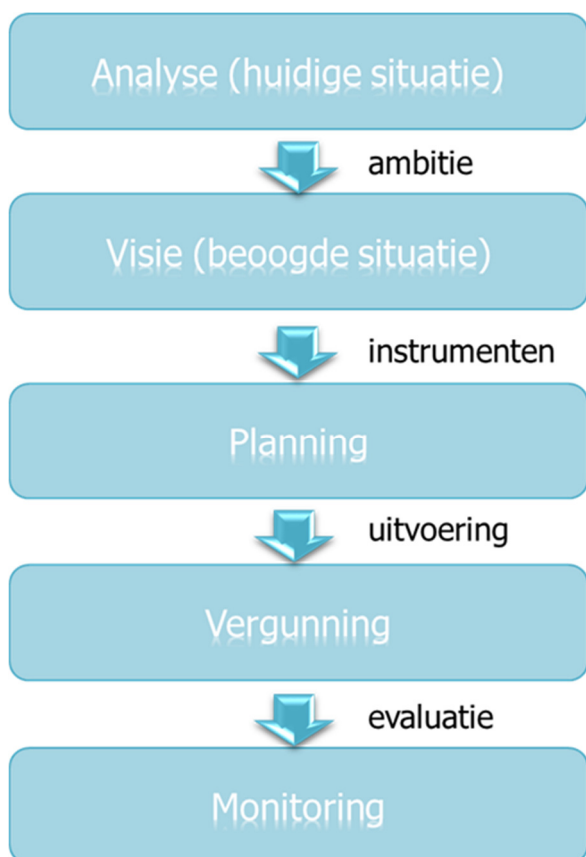 Analyse (huidige situatie)
ambitie
Visie (beoogde situatie)
instrumenten
Planning
uitvoering
Vergunning
evaluatie
Monitoring